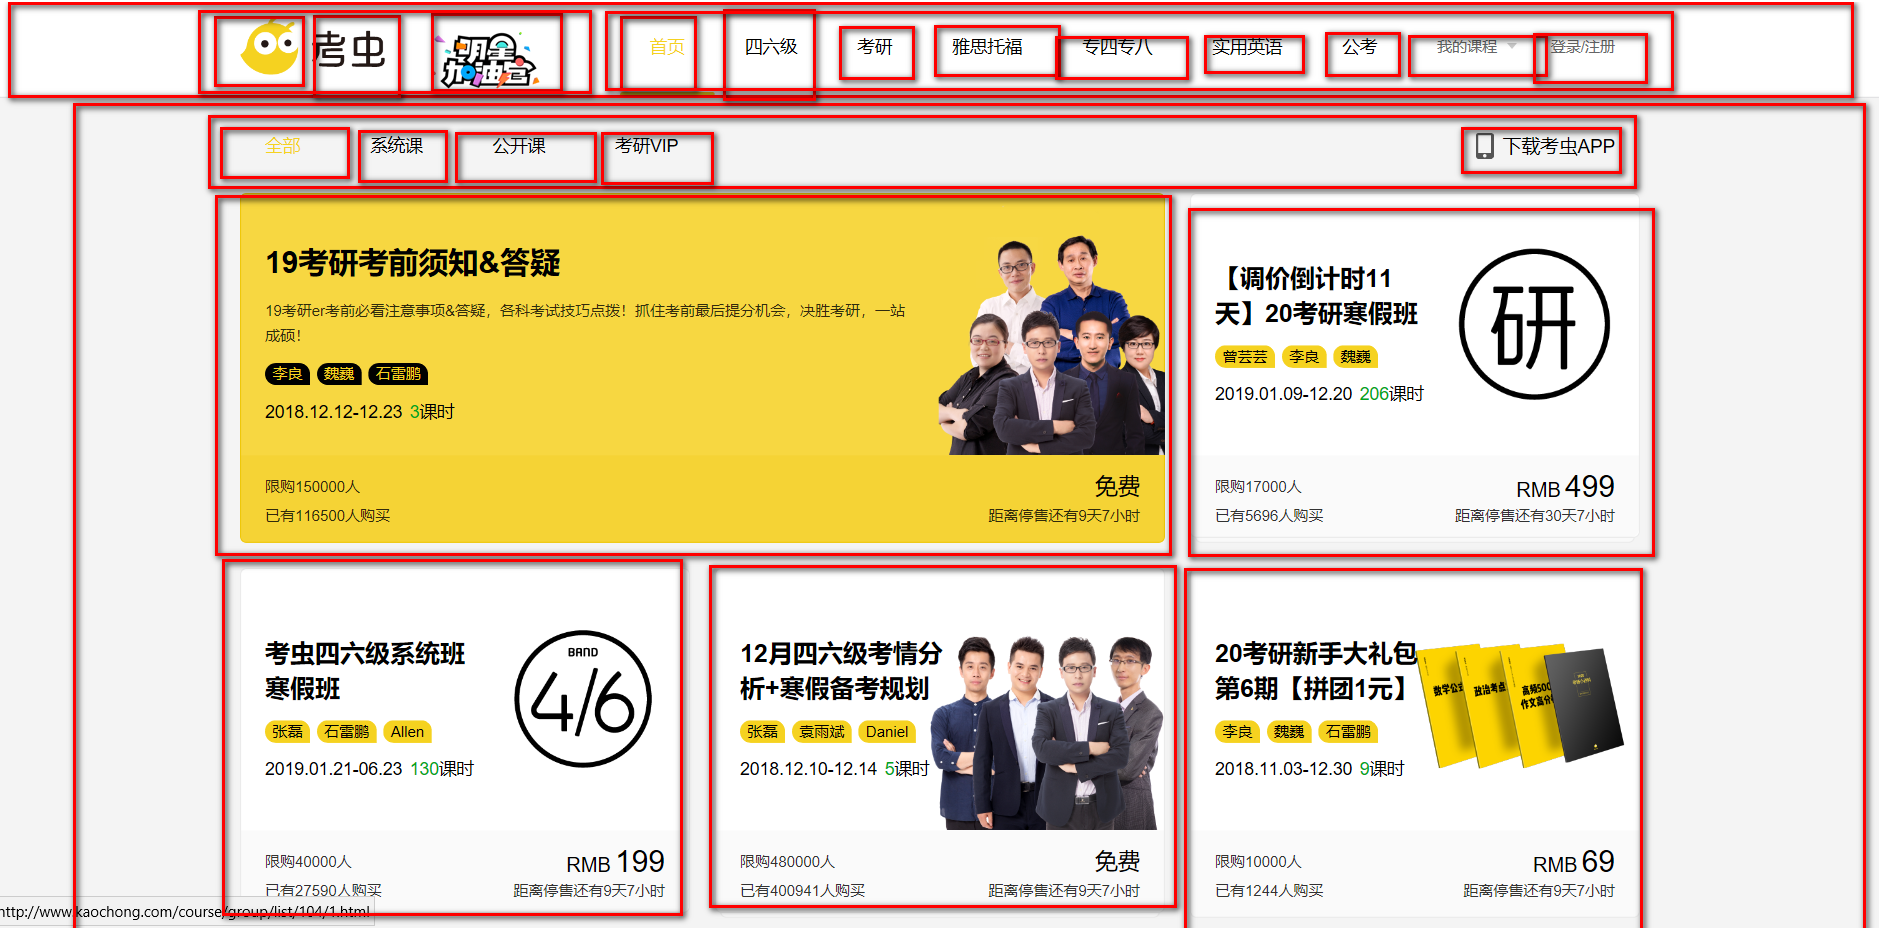 考虫
明星
加油室
首页
四六级
考研
雅思托福
专四专八
实用英语
公考
我的课程
登录/注册
全部
系统课
公开课
考研VIP
下载考虫APP
19考研考前须知&答疑
19考研er考前必看注意事项&答疑，各科考试技巧点拨！抓住考前最后提分机会，决胜考研，一站
成硕！
李良 魏巍 石雷鹏
2018.12.12-12.23 3课时
限购150000人
免费
已有116500人购买
距离停售还有9天7小时
【调价倒计时11
天】20考研寒假班
曾芸芸 李良 魏巍
2019.01.09-12.20 206课时
研
限购17000人
RMB 499
已有5696人购买
距离停售还有30天7小时
考虫四六级系统班
寒假班
张磊 石雷鹏 Allen
2019.01.21-06.23 130课时
BAND
4/6
限购40000人
RMB 199
已有27590人购买
距离停售还有9天7小时
12月四六级考情分
析+寒假备考规划
张磊 袁雨斌 Daniel
2018.12.10-12.14 5课时
限购480000人
免费
已有400941人购买
距离停售还有9天7小时
20考研新手大礼包
第6期【拼团1元】
李良 魏巍 石雷鹏
2018.11.03-12.30 9课时
数学公式
政治考点
高频500
作文高分
限购10000人
RMB 69
已有1244人购买
距离停售还有9天7小时
http://www.kaochong.com/course/group/list/104/1.html